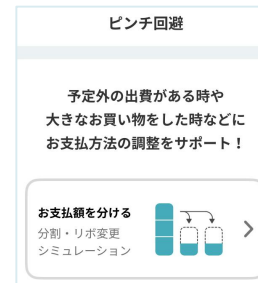 ピンチ回避
予定外の出費がある時や
大きなお買い物をした時などに
お支払方法の調整をサポート！
お支払額を分ける
分割・リボ変更
シミュレーション